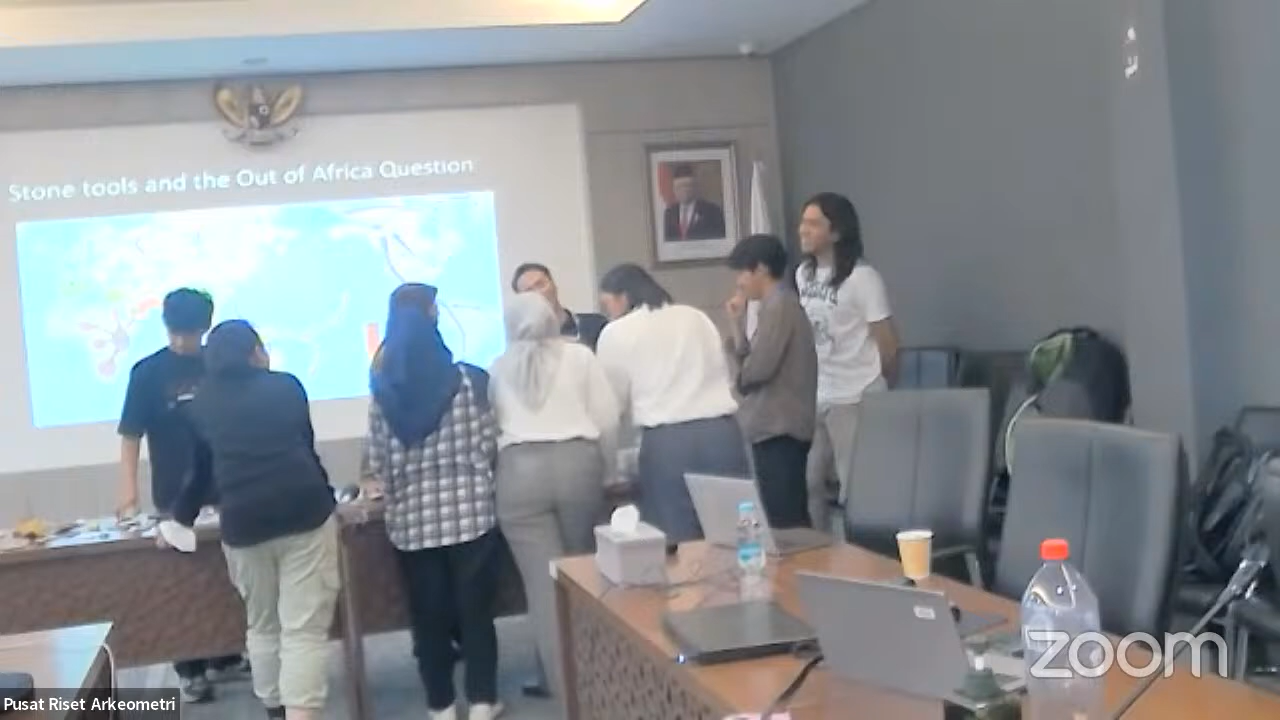 Stone tools and the Out of Africa Question
zoom
Pusat Riset Arkeometri